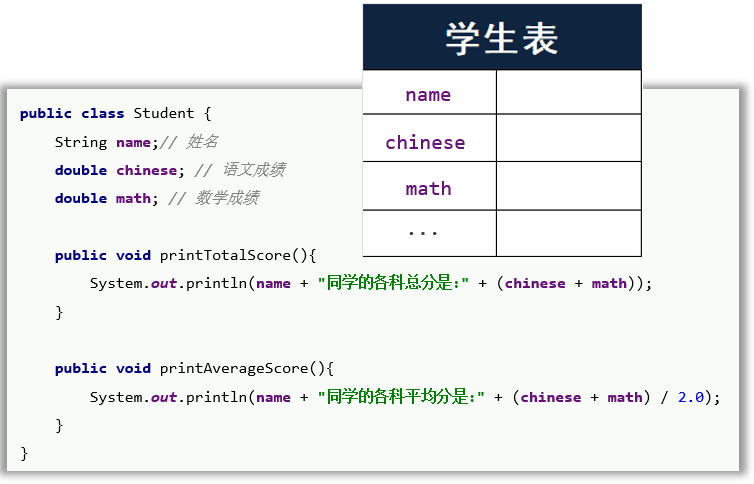 学生表
name
chinese
math
...
public class Student {
    String name;// 姓名
    double chinese; // 语文成绩
    double math; // 数学成绩
    public void printTotalScore(){
        System.out.println(name + "同学的各科总分是:" + (chinese + math));
    }
    public void printAverageScore(){
        System.out.println(name + "同学的各科平均分是:" + (chinese + math) / 2.0);
    }
}